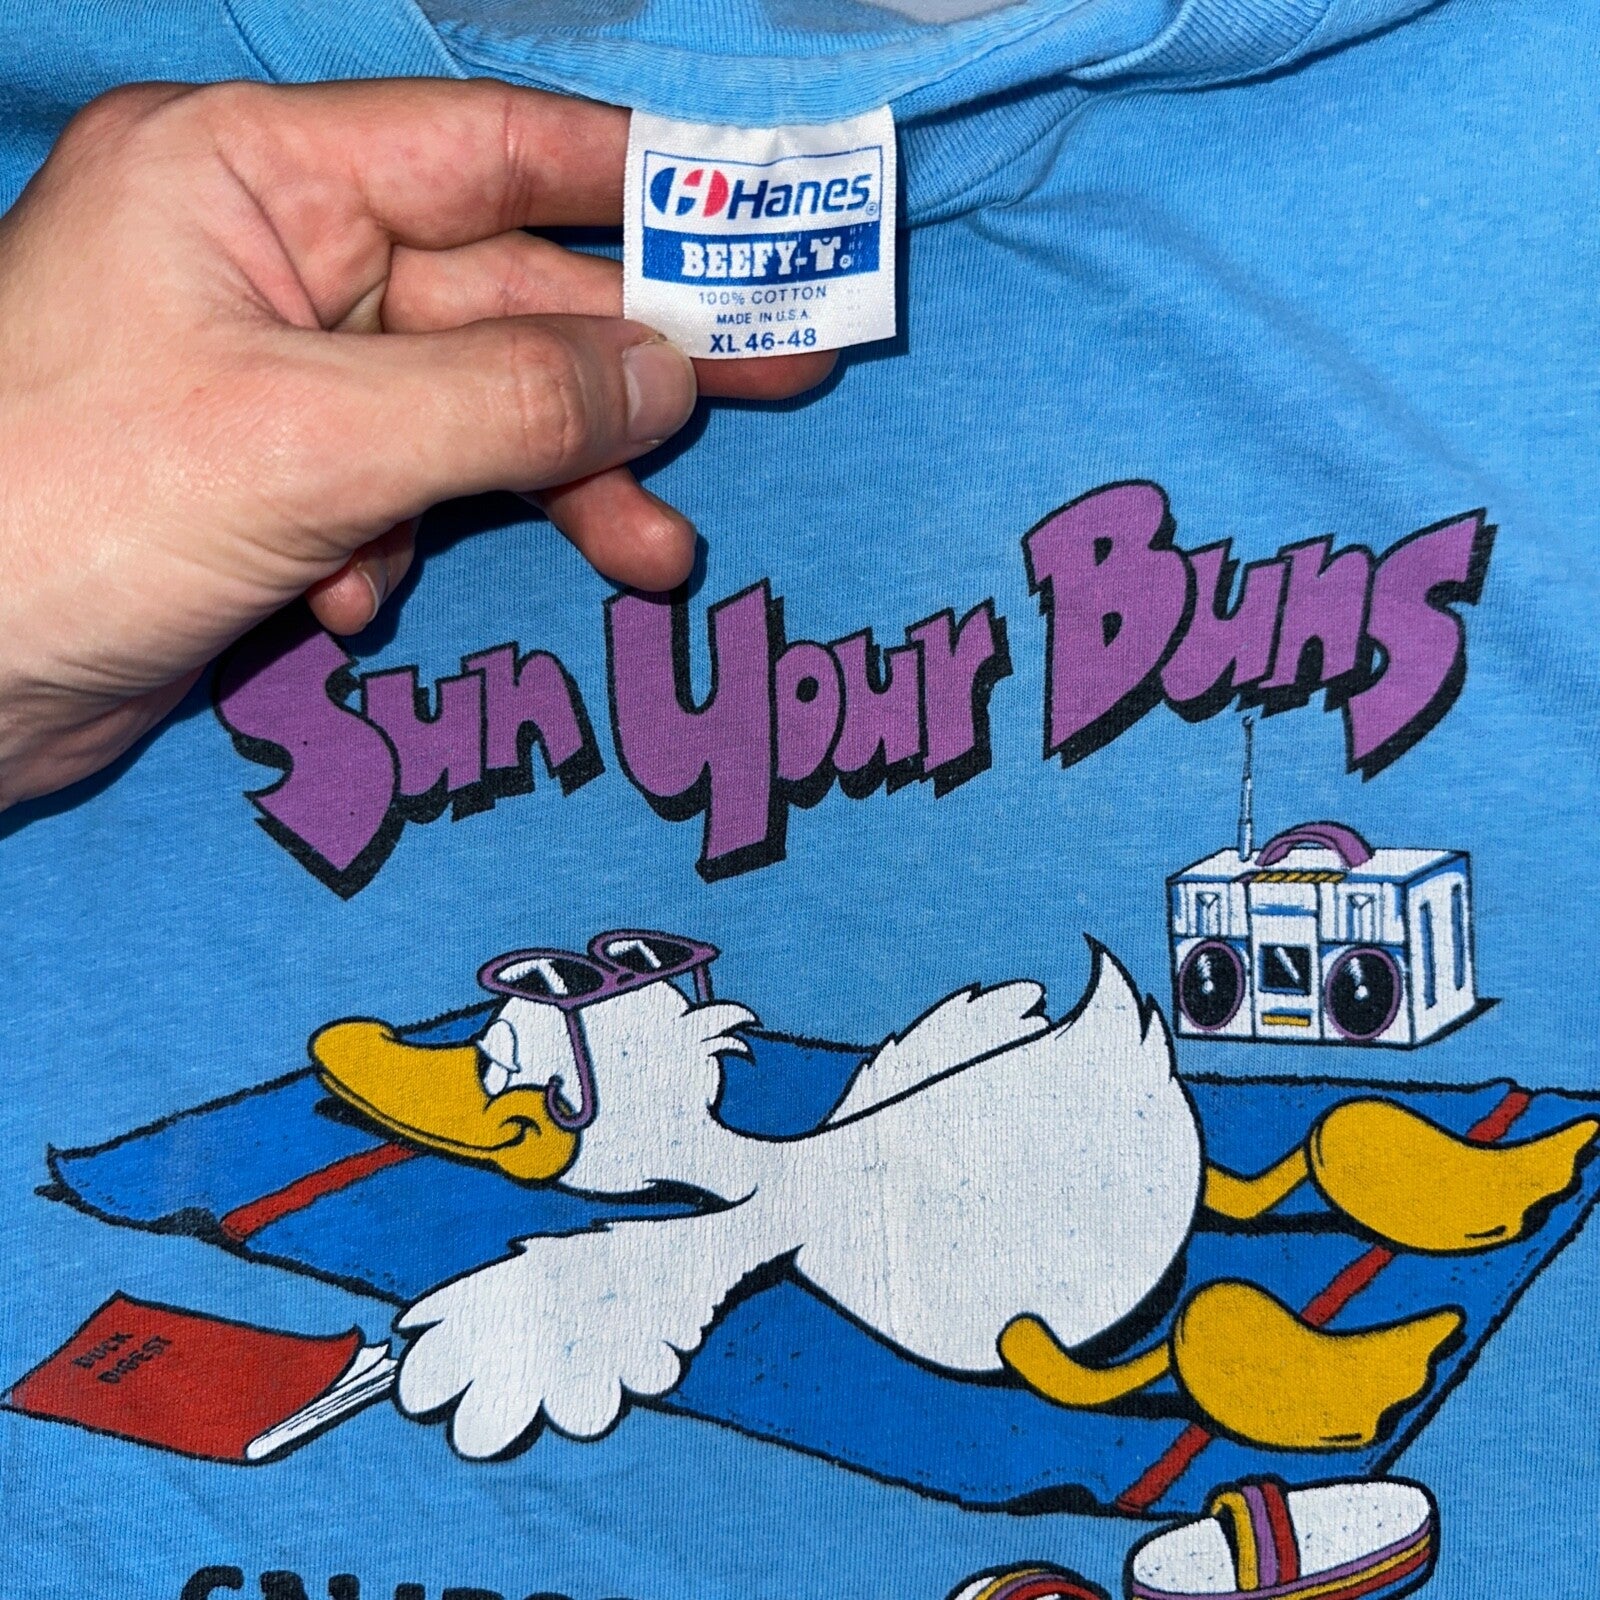 Hanes®
BEEFY-T®
100% COTTON
MADE IN U.S.A.
XL 46-48
Sun Your Buns
DUCK
DIGEST